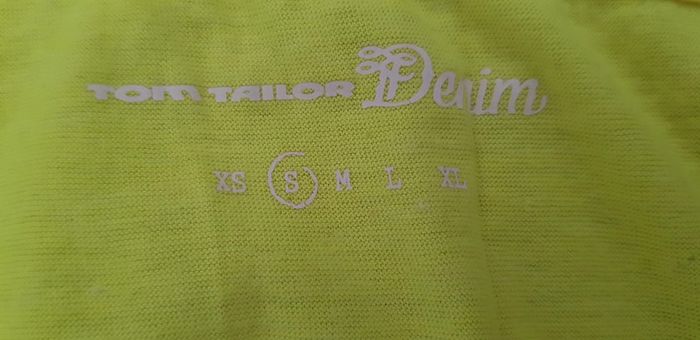 TOM TAILOR Denim
XS S M L XL